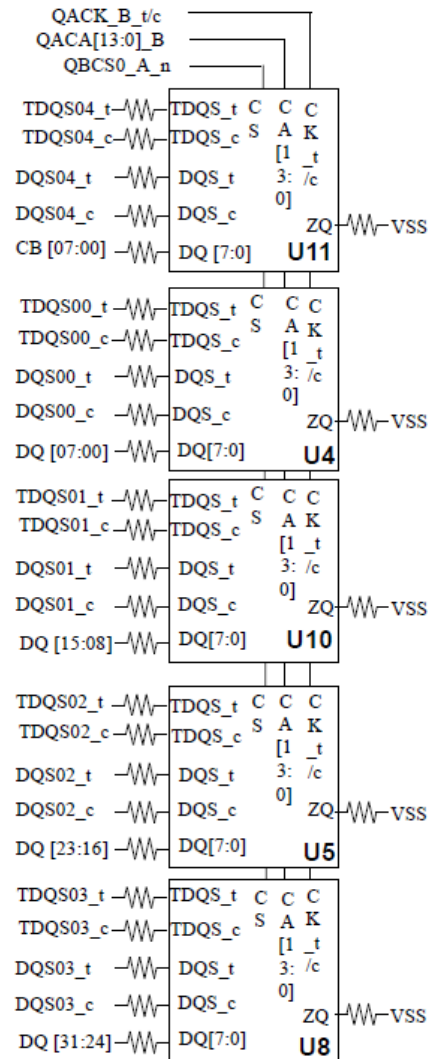 QACK_B_t/c
QACA[13:0]_B
QBCS0_A_n
TDQS04_t TDQS_t C C C
TDQS04_c TDQS_c S A K
DQS04_t DQS_t [1 _t
3: /c
DQS04_c DQS_c 0]
ZQ VSS
CB [07:00] DQ [7:0] U11
TDQS00_t TDQS_t C C C
TDQS00_c TDQS_c S A K
[1 _t
DQS00_t DQS_t 3: /c
DQS00_c DQS_c 0]
ZQ VSS
DQ [07:00] DQ[7:0] U4
TDQS01_t TDQS_t C C C
TDQS01_c TDQS_c S A K
[1 _t
DQS01_t DQS_t 3: /c
DQS01_c DQS_c 0]
ZQ VSS
DQ [15:08] DQ[7:0] U10
TDQS02_t TDQS_t C C C
TDQS02_c TDQS_c S A K
[1 _t
DQS02_t DQS_t 3: /c
0]
DQS02_c DQS_c ZQ VSS
DQ [23:16] DQ[7:0] U5
TDQS03_t TDQS_t C C C
TDQS03_c TDQS_c S A K
[1 _t
DQS03_t DQS_t 3: /c
0]
DQS03_c DQS_c
ZQ VSS
DQ [31:24] DQ[7:0] U8